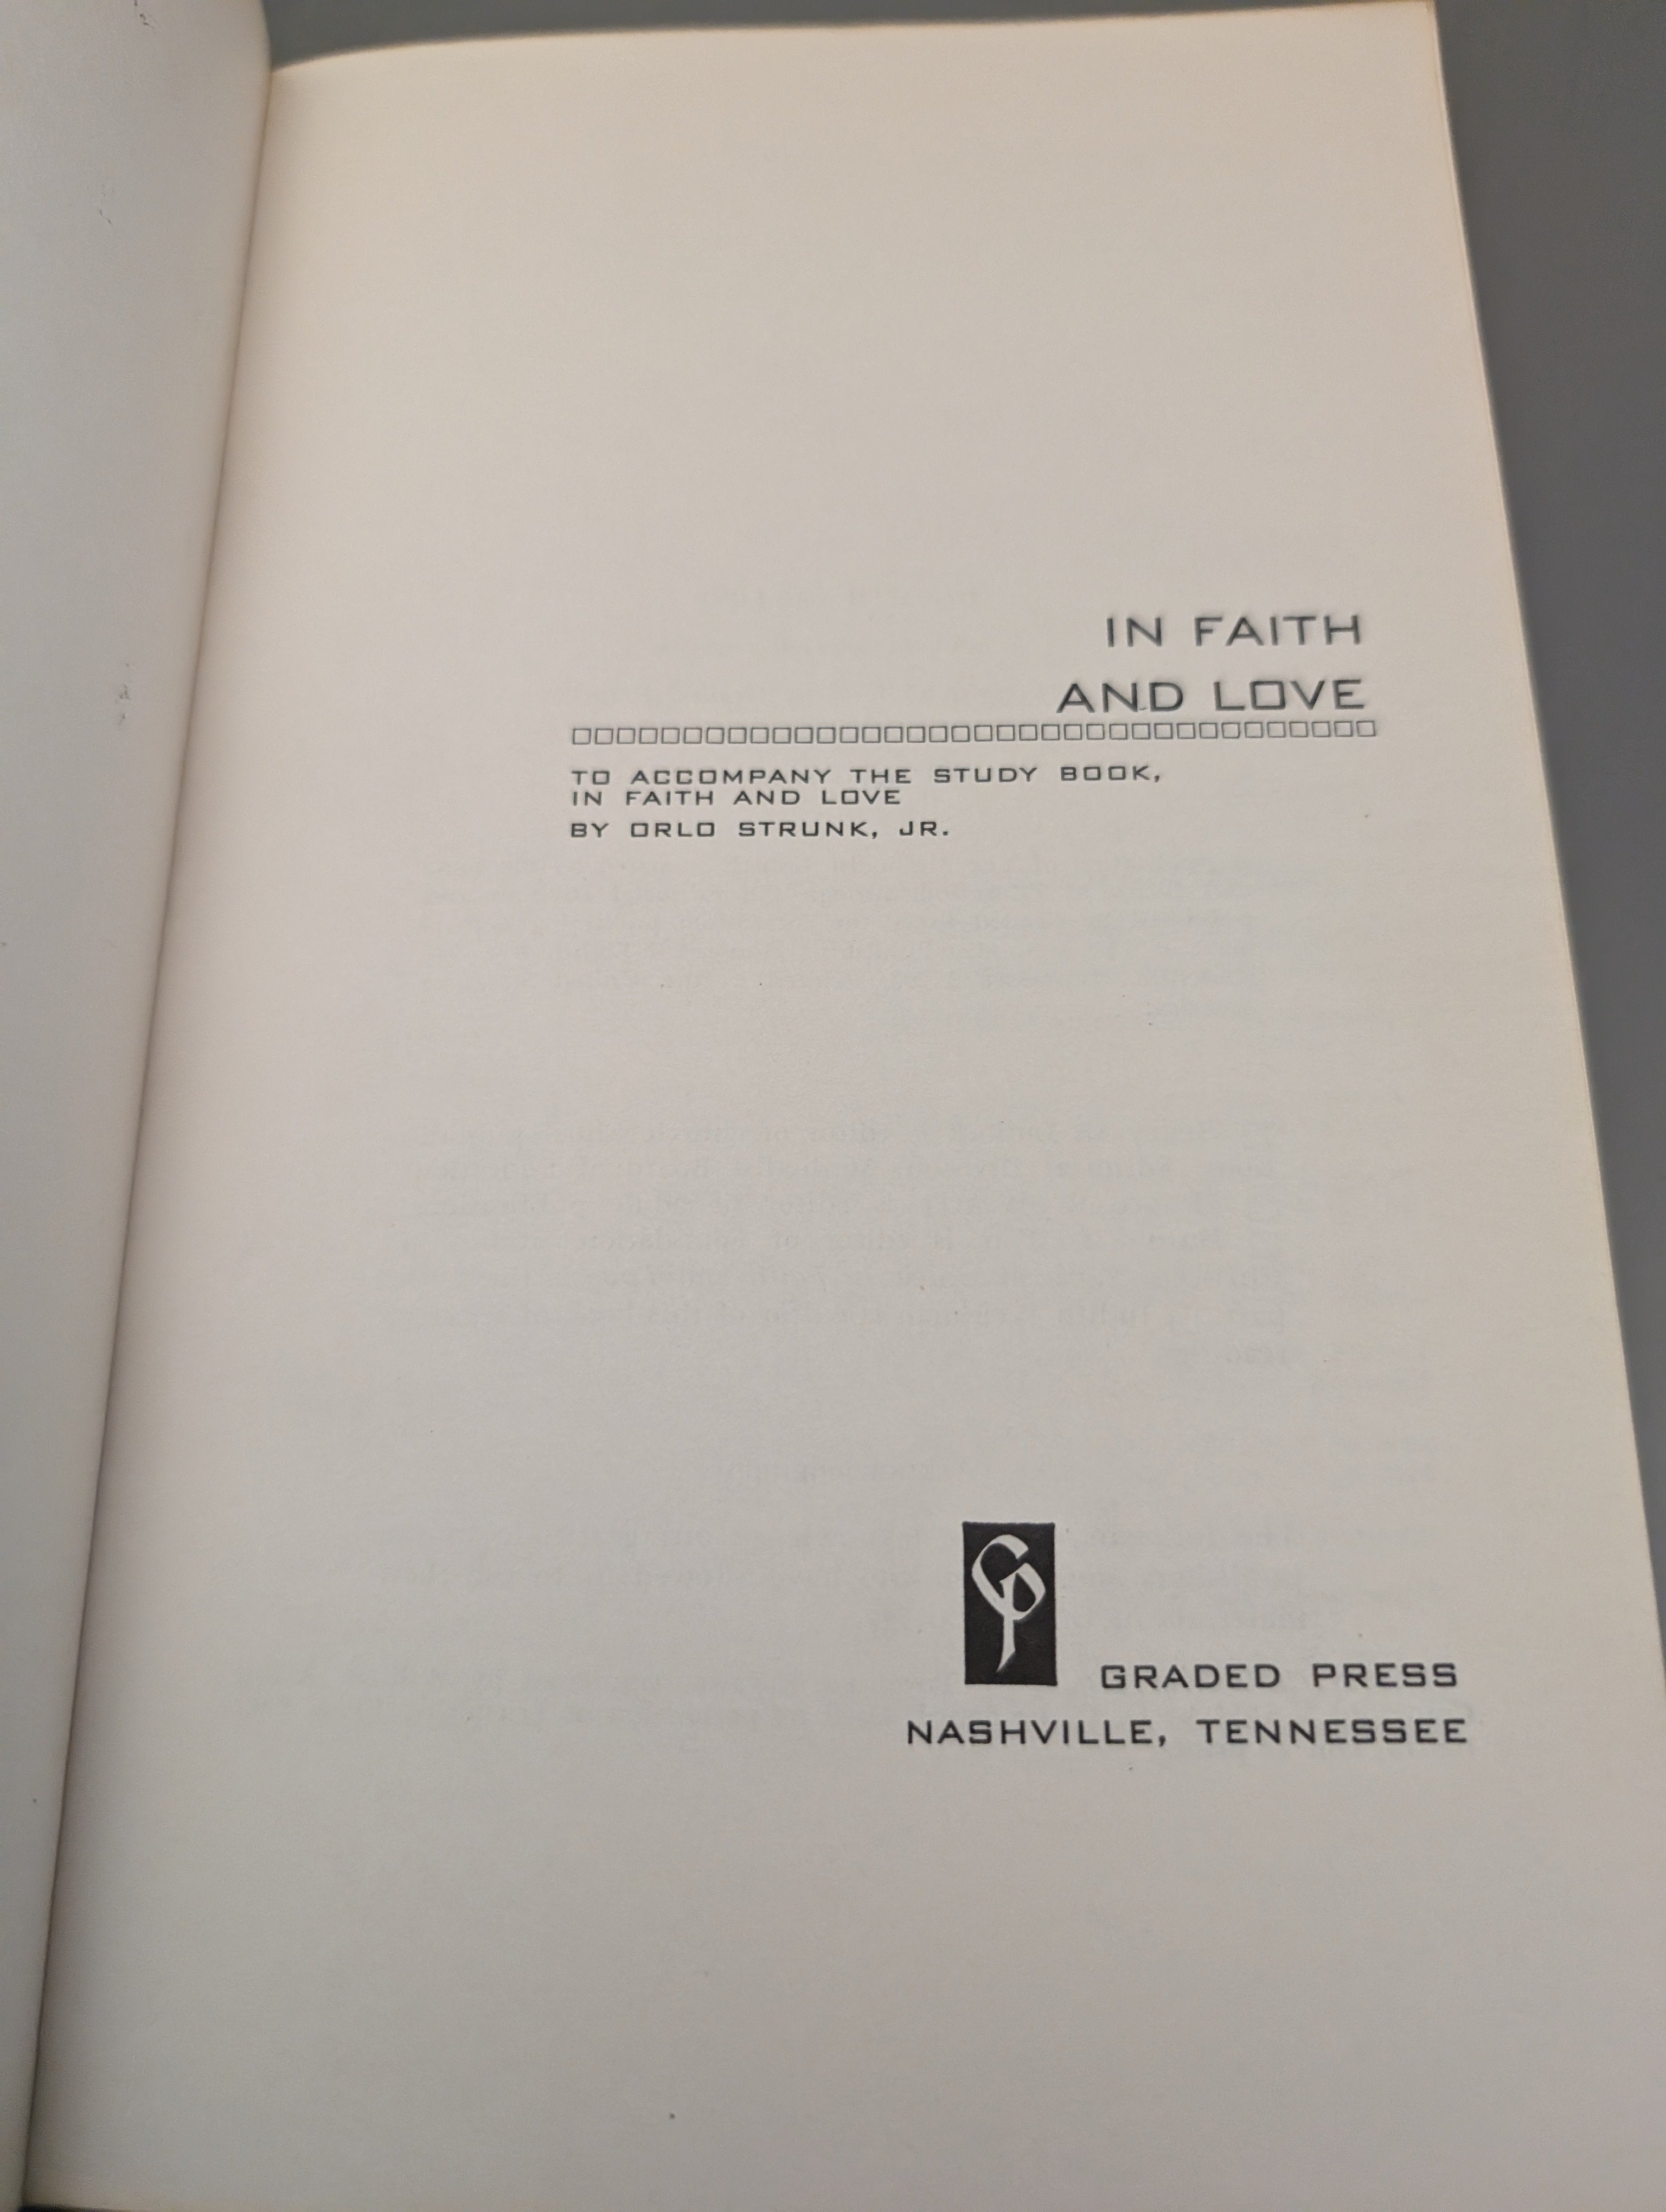 IN FAITH
AND LOVE
TO ACCOMPANY THE STUDY BOOK,
IN FAITH AND LOVE
BY ORLO STRUNK, JR.
GRADED PRESS
NASHVILLE, TENNESSEE